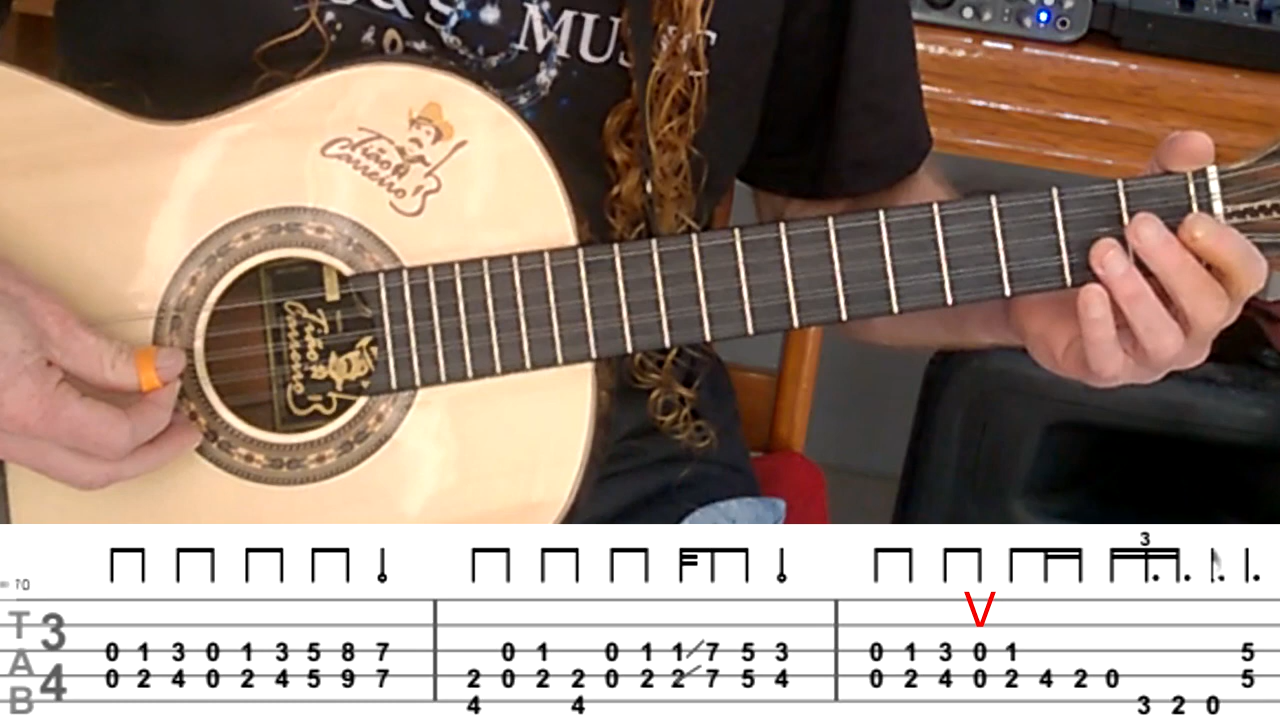 MUSIC
Tião
Carreiro
Tião
Carreiro
3
= 70
T 3
0 1 3 0 1 3 5 8 7 0 1 0 1 1 7 5 3 0 1 3 0 1 5
A
0 2 4 0 2 4 5 9 7 2 0 2 2 0 2 2 7 5 4 0 2 4 0 2 4 2 0 5
4
B 4 4 3 2 0
V